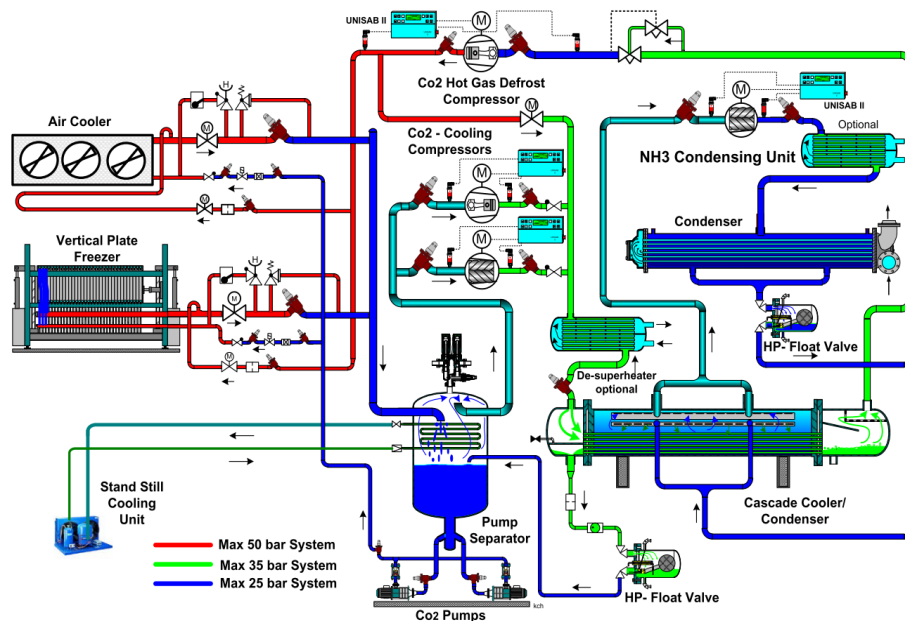 UNISAB II
M
Co2 Hot Gas Defrost
Compressor
M
UNISAB II
Optional
H
Air Cooler
M
M
Co2 - Cooling
Compressors
M
M
NH3 Condensing Unit
Condenser
M
Vertical Plate
Freezer
H
M
M
HP- Float Valve
De-superheater
optional
Stand Still
Cooling
Unit
Pump
Separator
Cascade Cooler/
Condenser
Max 50 bar System
Max 35 bar System
Max 25 bar System
HP- Float Valve
kch
Co2 Pumps